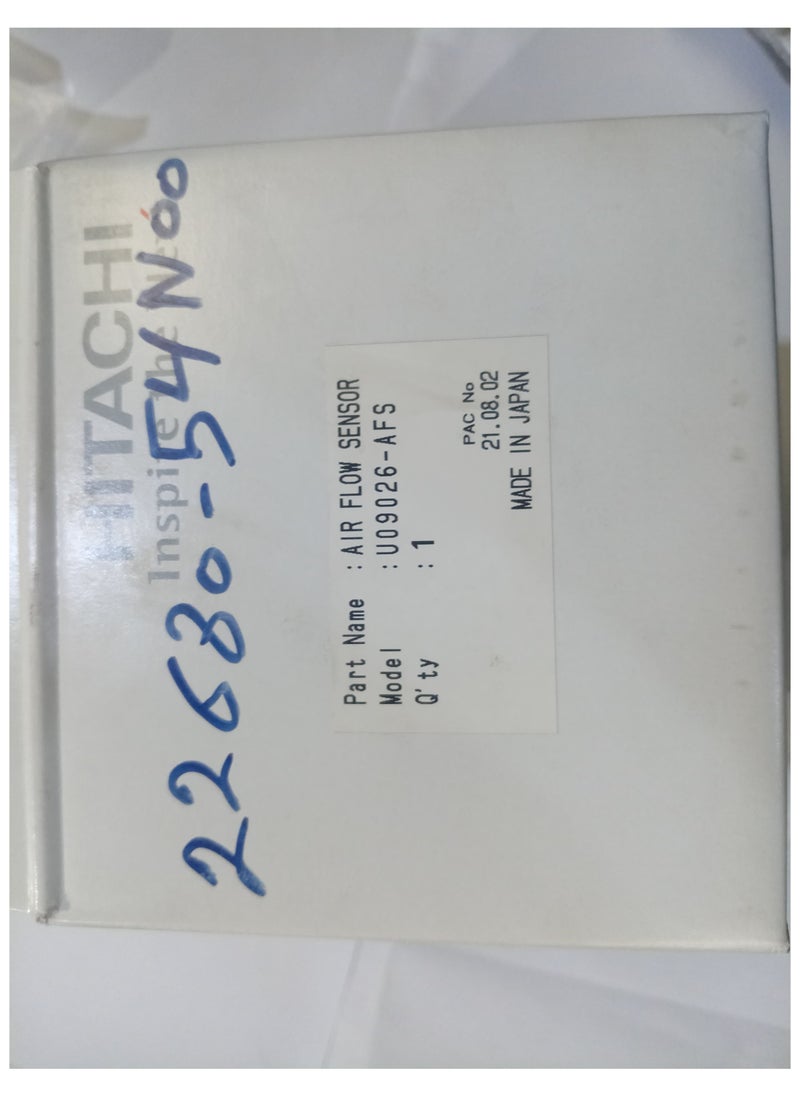 HITACHI
Inspire the Next
22680-54N00
Part Name : AIR FLOW SENSOR
Model : U09026-AFS
Q'ty : 1
PAC No
21.08.02
MADE IN JAPAN